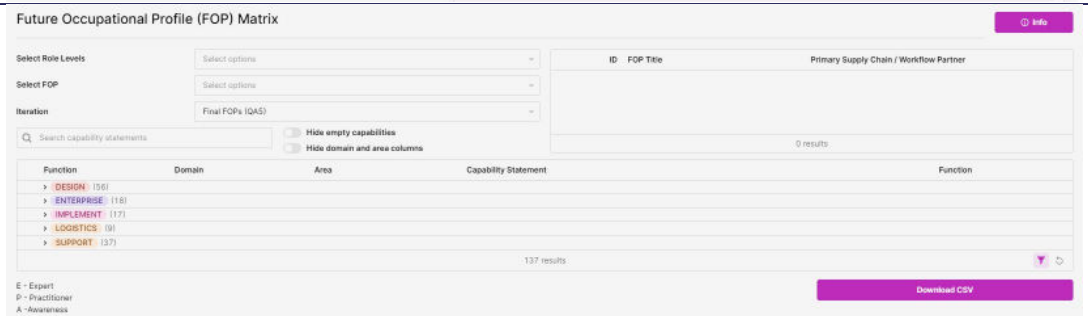 Future Occupational Profile (FOP) Matrix
Info
Select Role Levels
Select options
ID FOP Title Primary Supply Chain / Workflow Partner
Select FOP
Select options
Iteration
Final FOPs (QA5)
Search capability statements
Hide empty capabilities
Hide domain and area columns
0 results
Function Domain Area Capability Statement Function
> DESIGN (56)
> ENTERPRISE (18)
> IMPLEMENT (17)
> LOGISTICS (9)
> SUPPORT (37)
137 results
E - Expert
P - Practitioner
A -Awareness
Download CSV